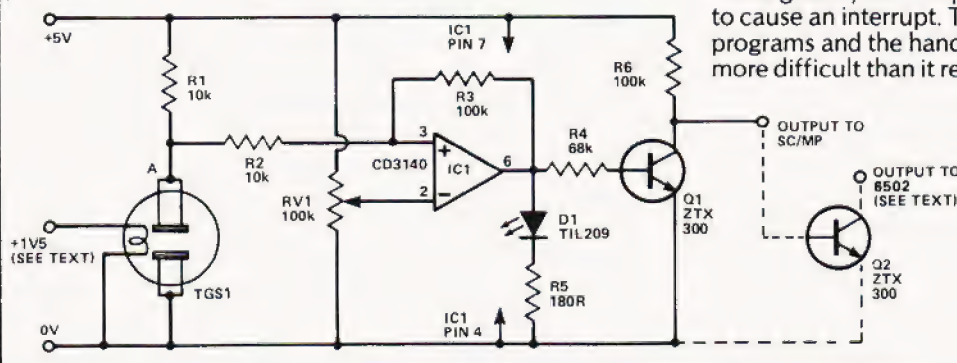 to cause an interrupt. T
programs and the hand
more difficult than it re
+5V
R1
10k
IC1
PIN 7
R3
100k
R6
100k
R2
10k
A
3
+
CD3140
IC1
6
2
−
R4
68k
OUTPUT TO
SC/MP
RV1
100k
Q1
ZTX
300
OUTPUT TO
6502
(SEE TEXT)
+1V5
(SEE TEXT)
D1
TIL209
TGS1
R5
180R
Q2
ZTX
300
IC1
PIN 4
0V